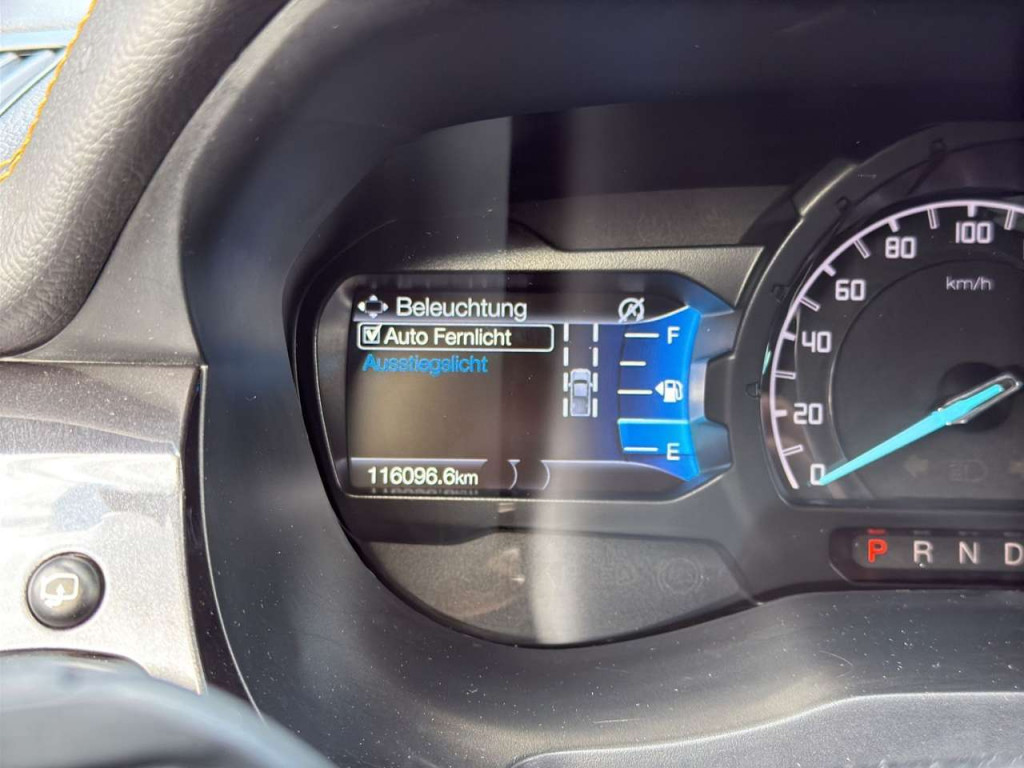 Beleuchtung
Auto Fernlicht
Ausstiegslicht
F
E
116096.6km
100
80
60
40
20
0
km/h
P R N D